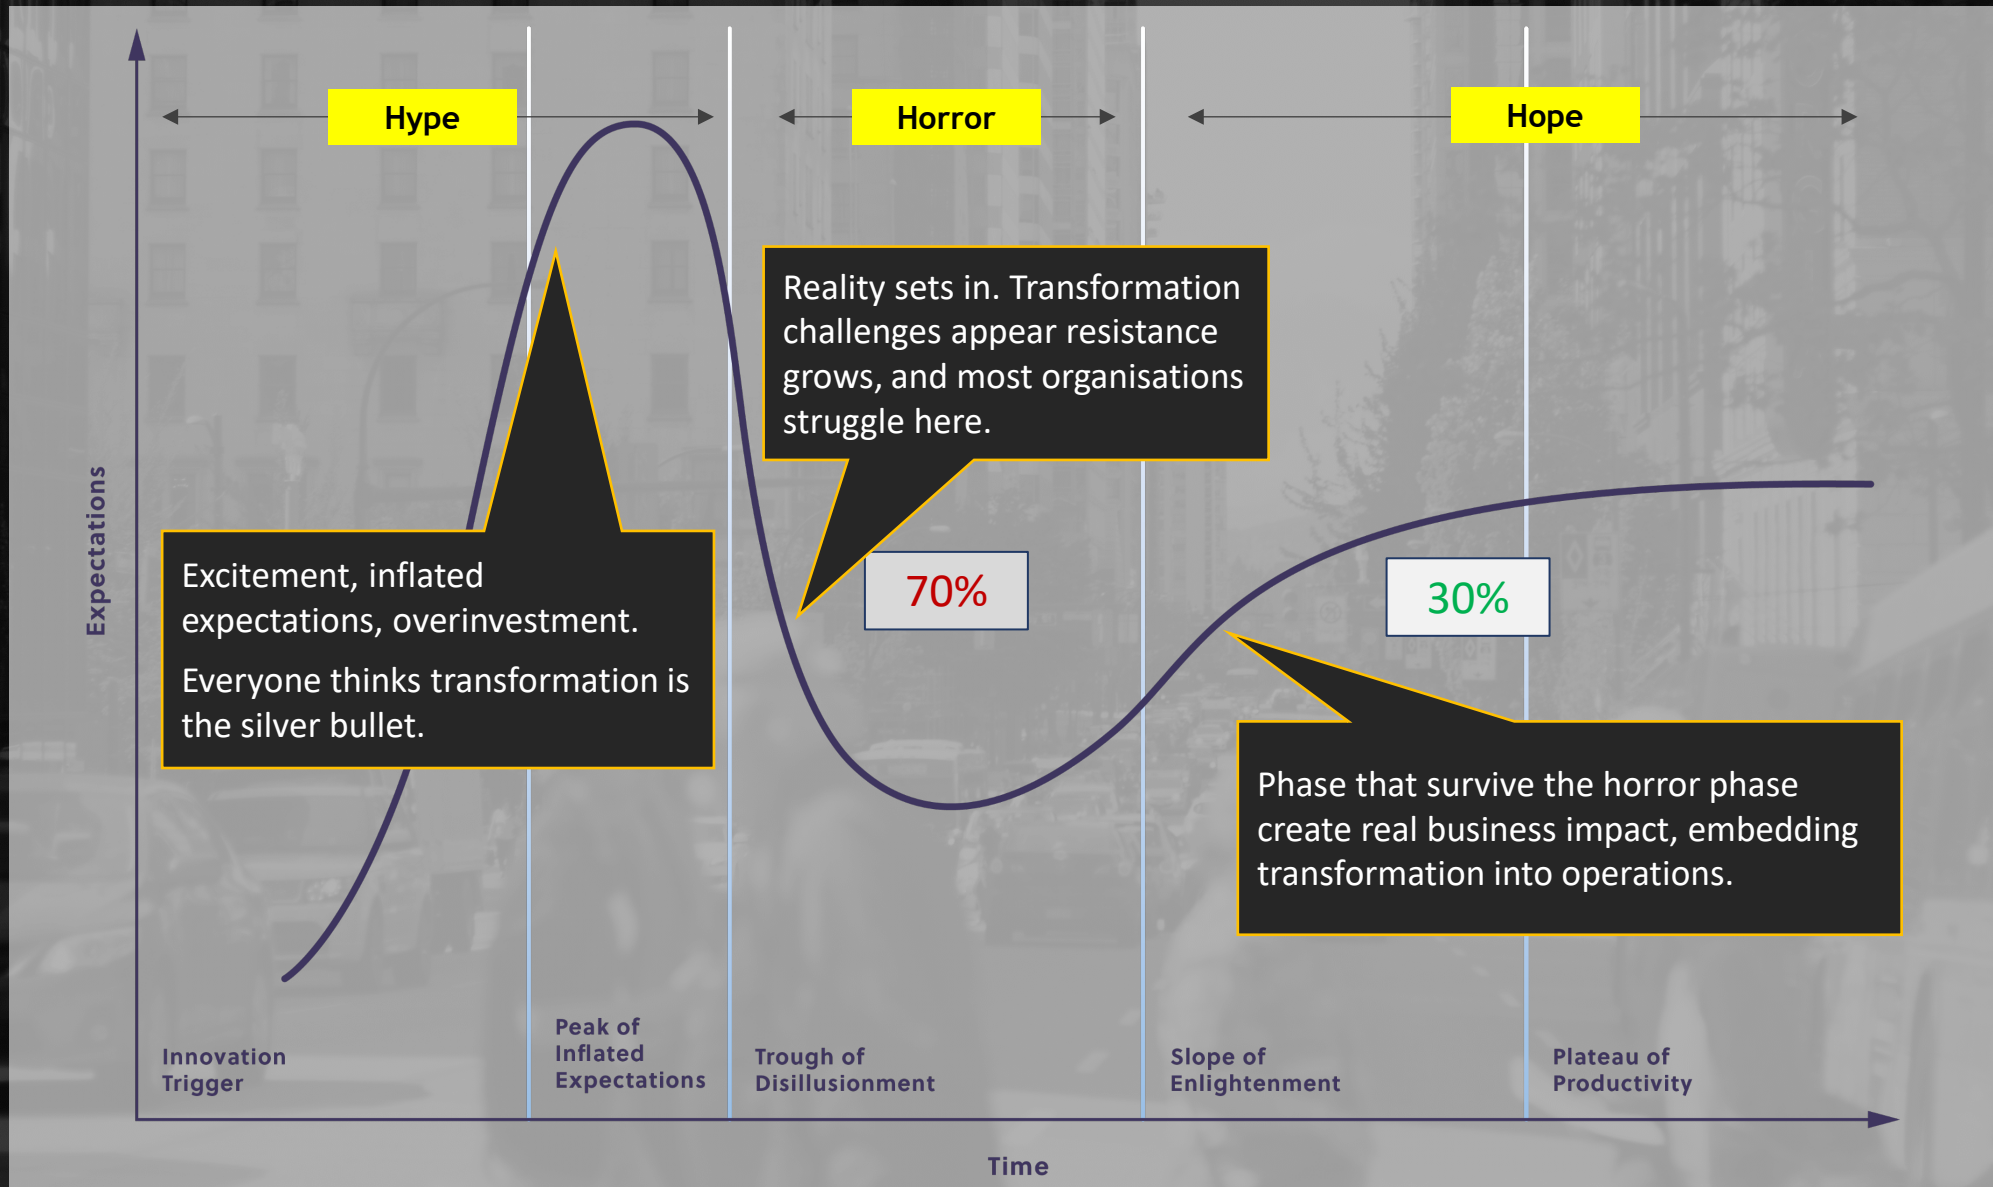 Hype
Horror
Hope
Reality sets in. Transformation
challenges appear resistance
grows, and most organisations
struggle here.
Expectations
Excitement, inflated
expectations, overinvestment.
Everyone thinks transformation is
the silver bullet.
70%
30%
Phase that survive the horror phase
create real business impact, embedding
transformation into operations.
Innovation
Trigger
Peak of
Inflated
Expectations
Trough of
Disillusionment
Slope of
Enlightenment
Plateau of
Productivity
Time